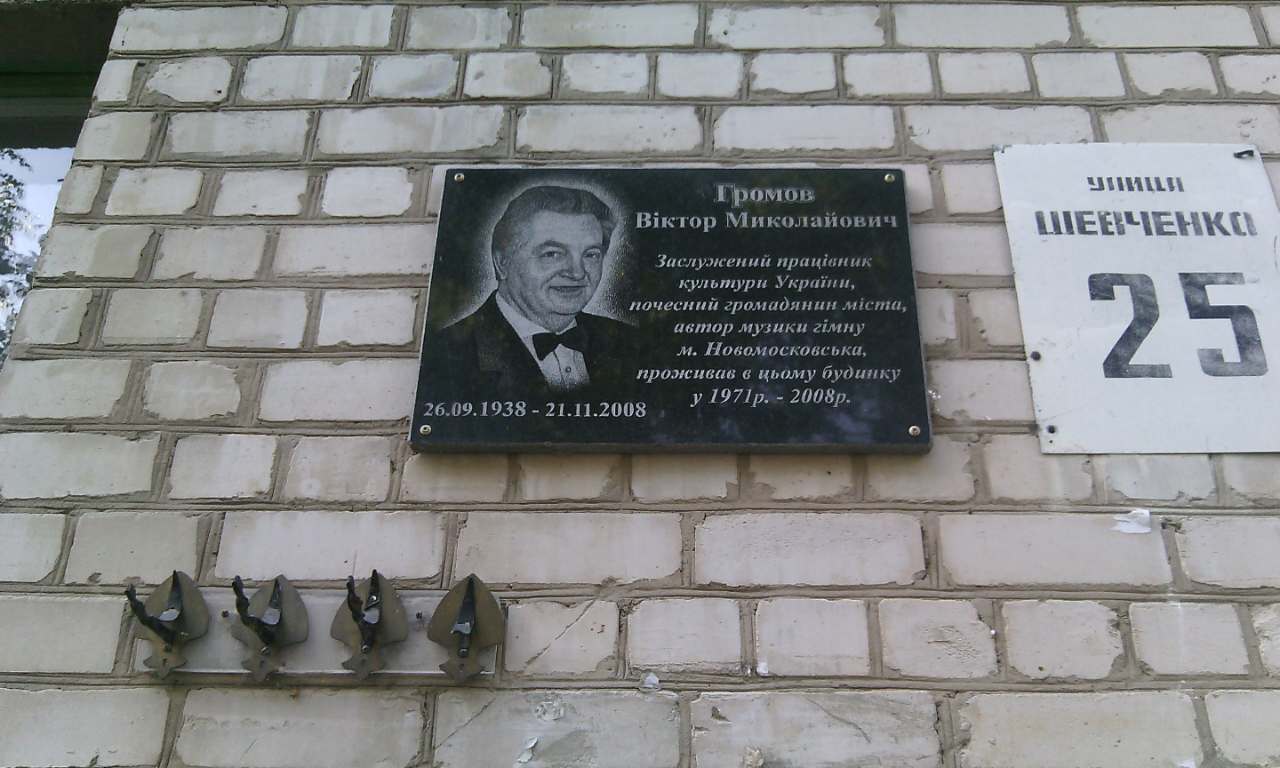 Громов
Віктор Миколайович
Заслужений працівник
культури України,
почесний громадянин міста,
автор музики гімну
м. Новомосковська,
проживав в цьому будинку
у 1971р. - 2008р.
26.09.1938 - 21.11.2008
УЛИЦЯ
ШЕВЧЕНКО
25